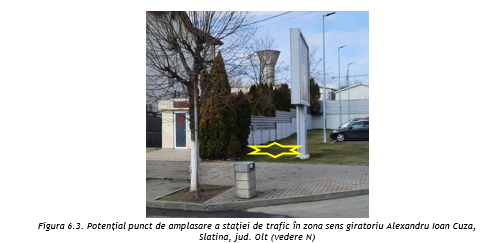 Figura 6.3. Potențial punct de amplasare a stației de trafic în zona sens giratoriu Alexandru Ioan Cuza,
Slatina, jud. Olt (vedere N)